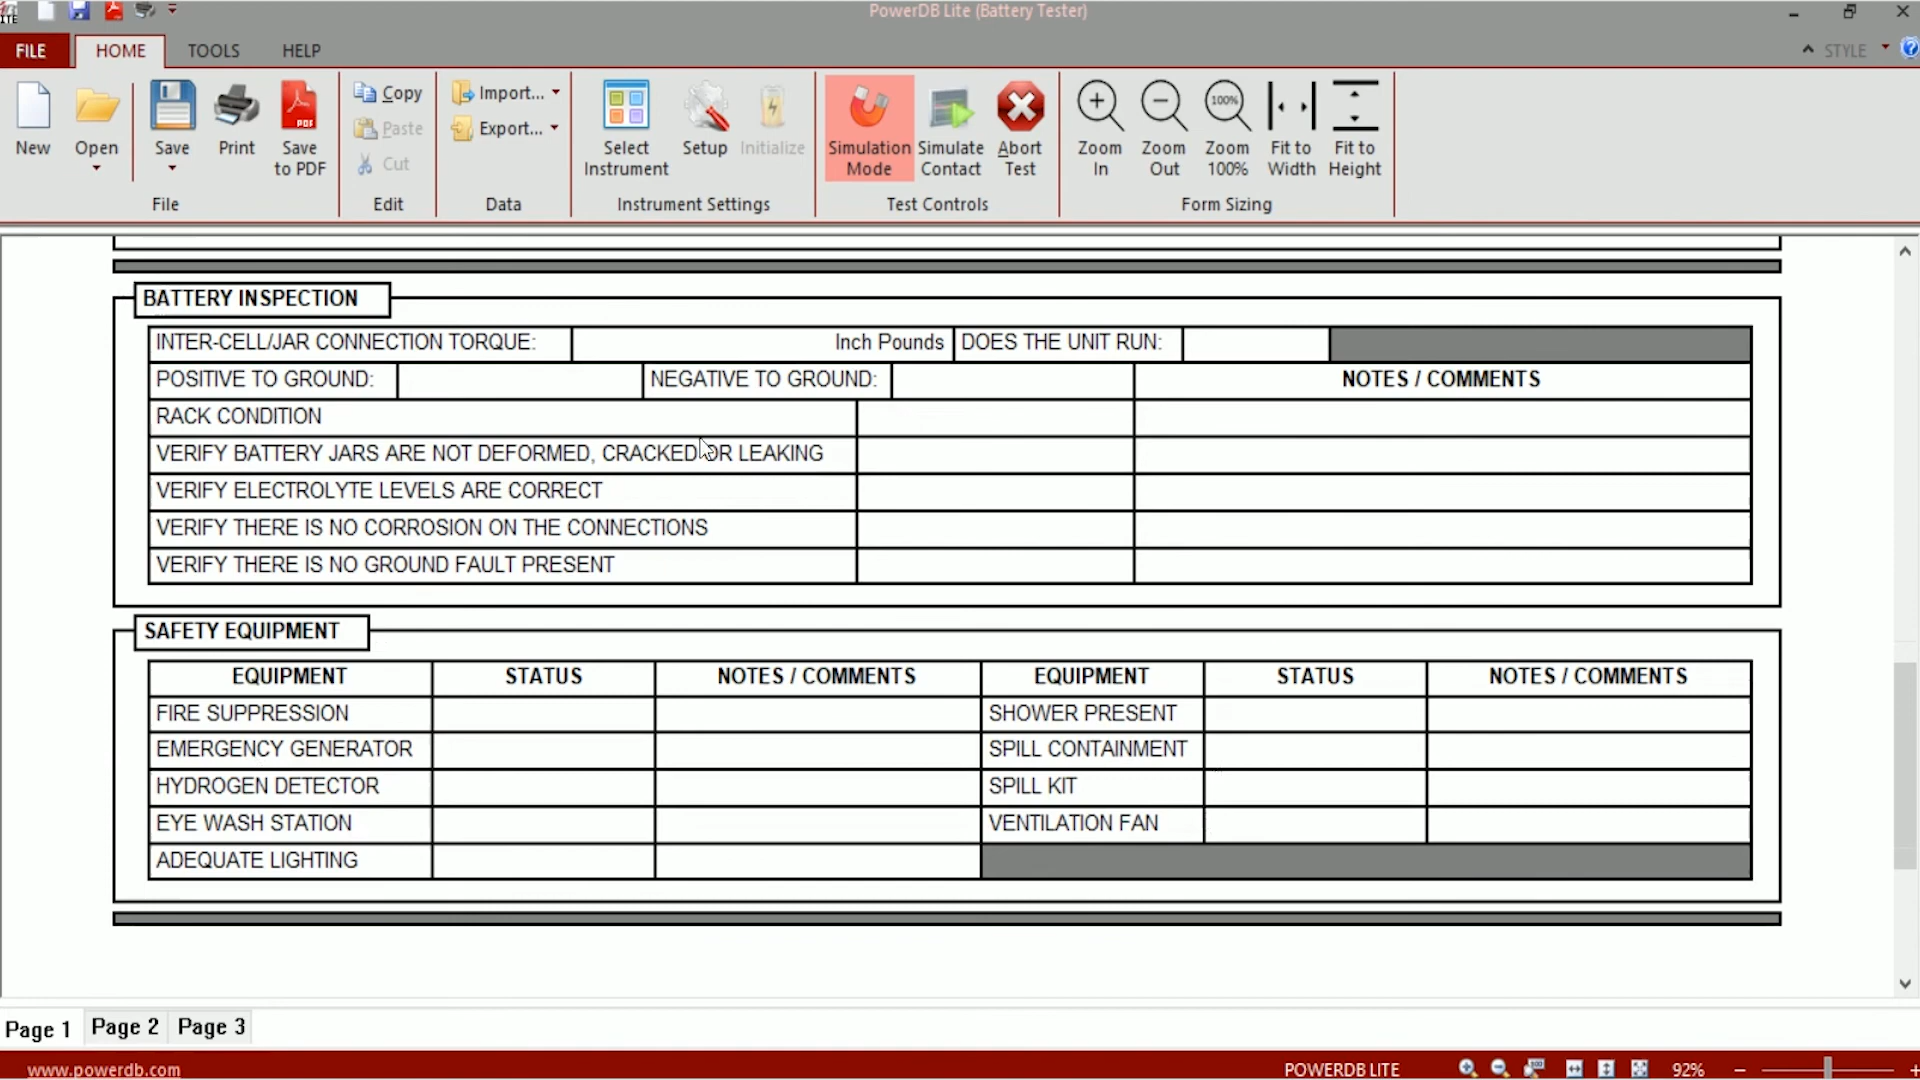 PowerDB Lite (Battery Tester)
FILE HOME TOOLS HELP STYLE
New Open Save Print Save to PDF Copy Paste Cut Import... Export... Select Instrument Setup Initialize Simulation Mode Simulate Contact Abort Test Zoom In Zoom Out 100% Zoom 100% Fit to Width Fit to Height
File Edit Data Instrument Settings Test Controls Form Sizing
BATTERY INSPECTION
INTER-CELL/JAR CONNECTION TORQUE: Inch Pounds DOES THE UNIT RUN:
POSITIVE TO GROUND: NEGATIVE TO GROUND: NOTES / COMMENTS
RACK CONDITION
VERIFY BATTERY JARS ARE NOT DEFORMED, CRACKED OR LEAKING
VERIFY ELECTROLYTE LEVELS ARE CORRECT
VERIFY THERE IS NO CORROSION ON THE CONNECTIONS
VERIFY THERE IS NO GROUND FAULT PRESENT
SAFETY EQUIPMENT
EQUIPMENT STATUS NOTES / COMMENTS EQUIPMENT STATUS NOTES / COMMENTS
FIRE SUPPRESSION SHOWER PRESENT
EMERGENCY GENERATOR SPILL CONTAINMENT
HYDROGEN DETECTOR SPILL KIT
EYE WASH STATION VENTILATION FAN
ADEQUATE LIGHTING
Page 1 Page 2 Page 3
www.powerdb.com POWERDB LITE 92%